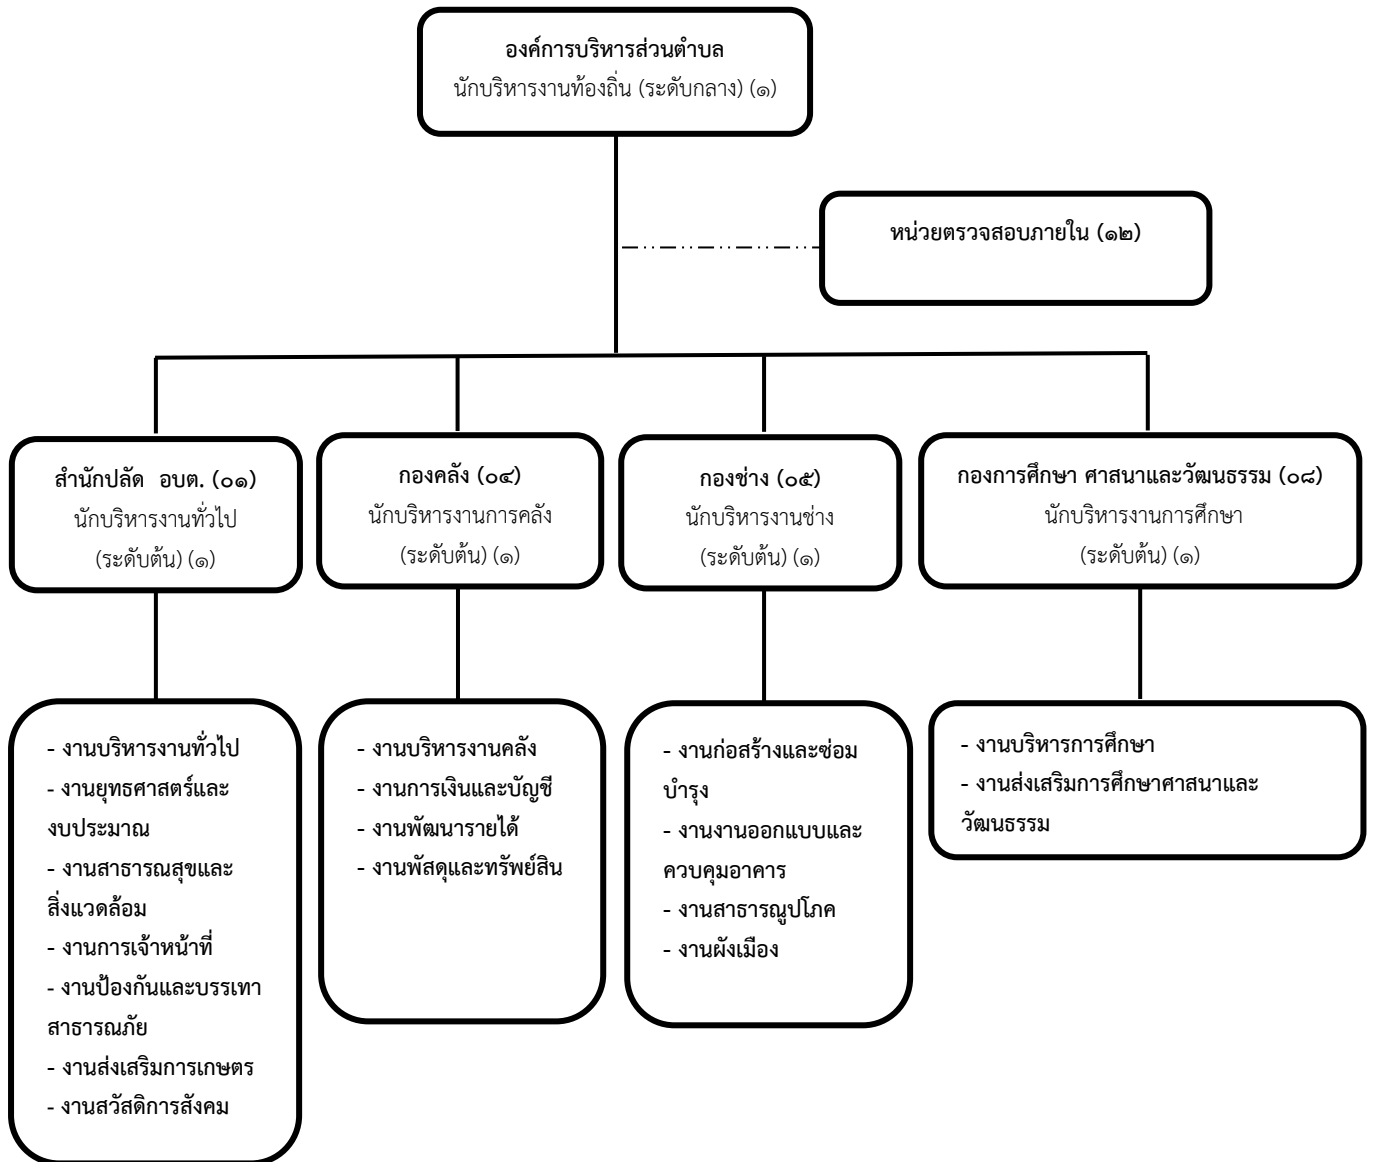 องค์การบริหารส่วนตำบล
นักบริหารงานท้องถิ่น (ระดับกลาง) (๑)
หน่วยตรวจสอบภายใน (๑๒)
สำนักปลัด อบต. (๐๑)
นักบริหารงานทั่วไป
(ระดับต้น) (๑)
กองคลัง (๐๔)
นักบริหารงานการคลัง
(ระดับต้น) (๑)
กองช่าง (๐๕)
นักบริหารงานช่าง
(ระดับต้น) (๑)
กองการศึกษา ศาสนาและวัฒนธรรม (๐๘)
นักบริหารงานการศึกษา
(ระดับต้น) (๑)
- งานบริหารงานทั่วไป
- งานยุทธศาสตร์และ
งบประมาณ
- งานสาธารณสุขและ
สิ่งแวดล้อม
- งานการเจ้าหน้าที่
- งานป้องกันและบรรเทา
สาธารณภัย
- งานส่งเสริมการเกษตร
- งานสวัสดิการสังคม
- งานบริหารงานคลัง
- งานการเงินและบัญชี
- งานพัฒนารายได้
- งานพัสดุและทรัพย์สิน
- งานก่อสร้างและซ่อม
บำรุง
- งานงานออกแบบและ
ควบคุมอาคาร
- งานสาธารณูปโภค
- งานผังเมือง
- งานบริหารการศึกษา
- งานส่งเสริมการศึกษาศาสนาและ
วัฒนธรรม